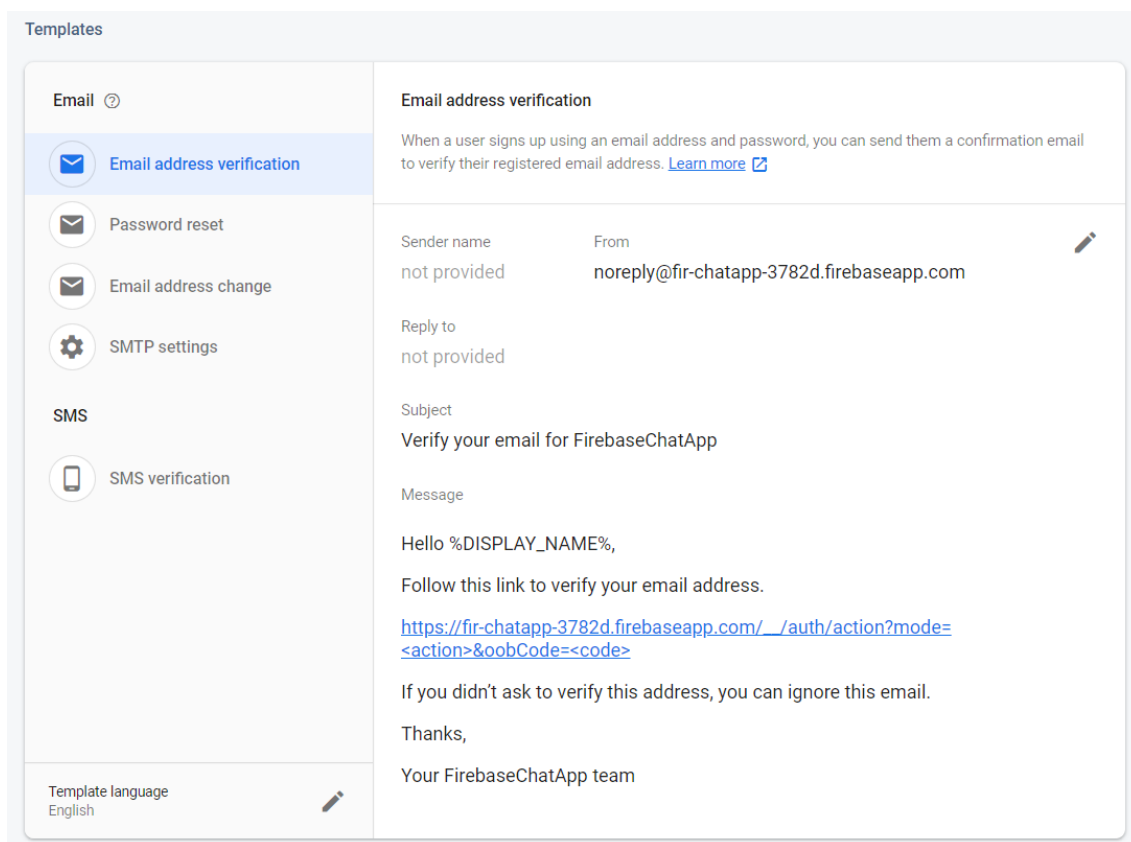 Templates
Email
Email address verification
Password reset
Email address change
SMTP settings
SMS
SMS verification
Template language
English
Email address verification
When a user signs up using an email address and password, you can send them a confirmation email
to verify their registered email address. Learn more
Sender name From
not provided noreply@fir-chatapp-3782d.firebaseapp.com
Reply to
not provided
Subject
Verify your email for FirebaseChatApp
Message
Hello %DISPLAY_NAME%,
Follow this link to verify your email address.
https://fir-chatapp-3782d.firebaseapp.com/__/auth/action?mode=
<action>&oobCode=<code>
If you didn’t ask to verify this address, you can ignore this email.
Thanks,
Your FirebaseChatApp team